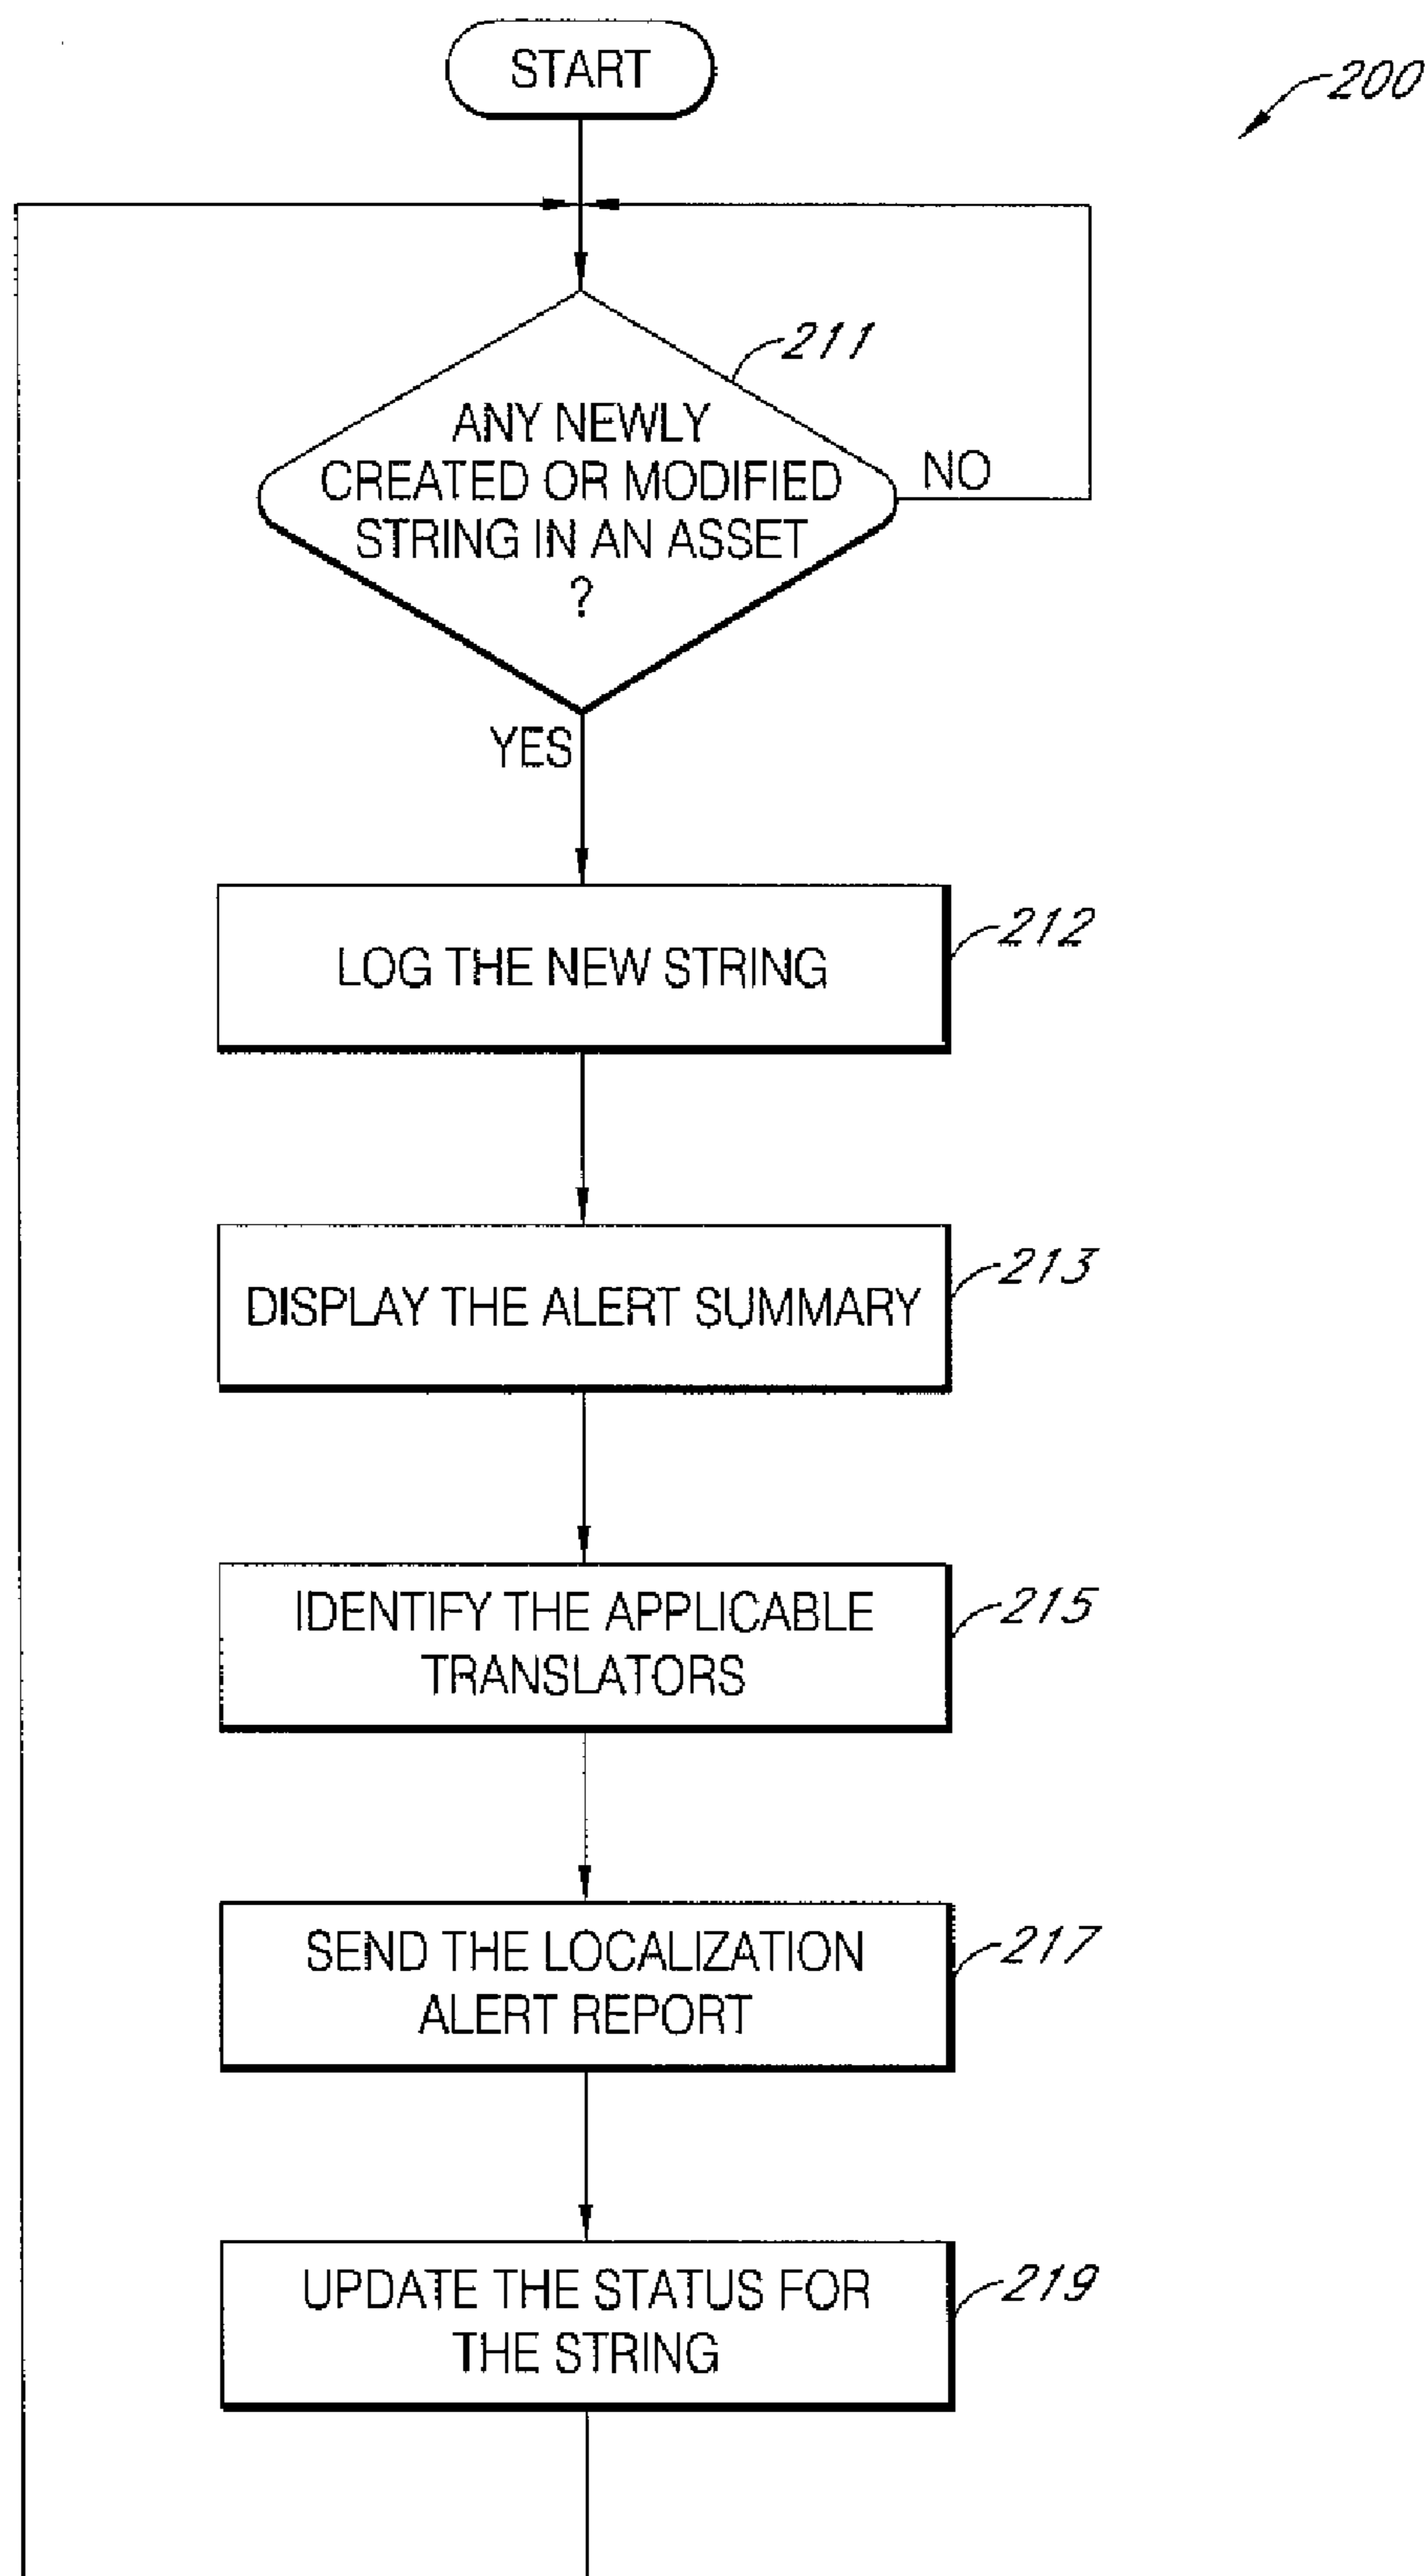 START
200
211
ANY NEWLY
CREATED OR MODIFIED
STRING IN AN ASSET
?
NO
YES
212
LOG THE NEW STRING
213
DISPLAY THE ALERT SUMMARY
215
IDENTIFY THE APPLICABLE
TRANSLATORS
217
SEND THE LOCALIZATION
ALERT REPORT
219
UPDATE THE STATUS FOR
THE STRING